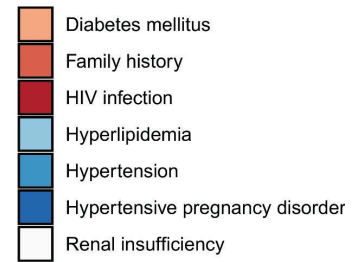 Diabetes mellitus
Family history
HIV infection
Hyperlipidemia
Hypertension
Hypertensive pregnancy disorder
Renal insufficiency